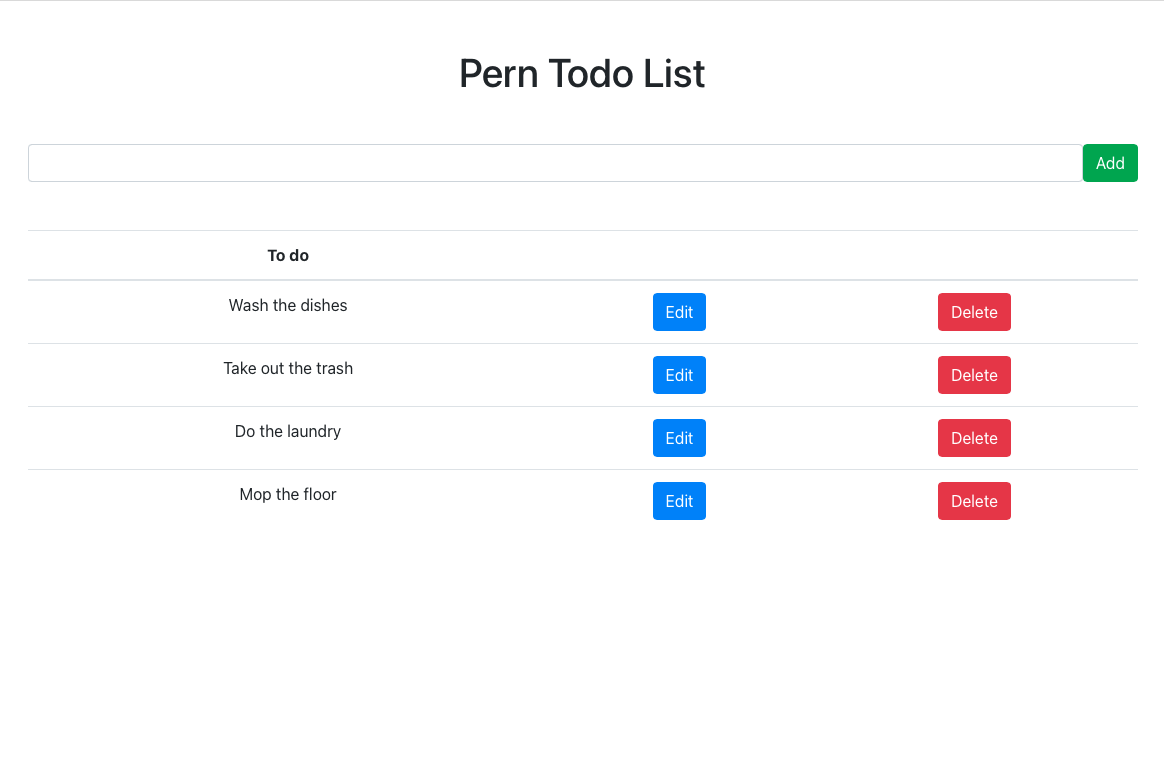 Pern Todo List
Add
To do
Wash the dishes Edit Delete
Take out the trash Edit Delete
Do the laundry Edit Delete
Mop the floor Edit Delete